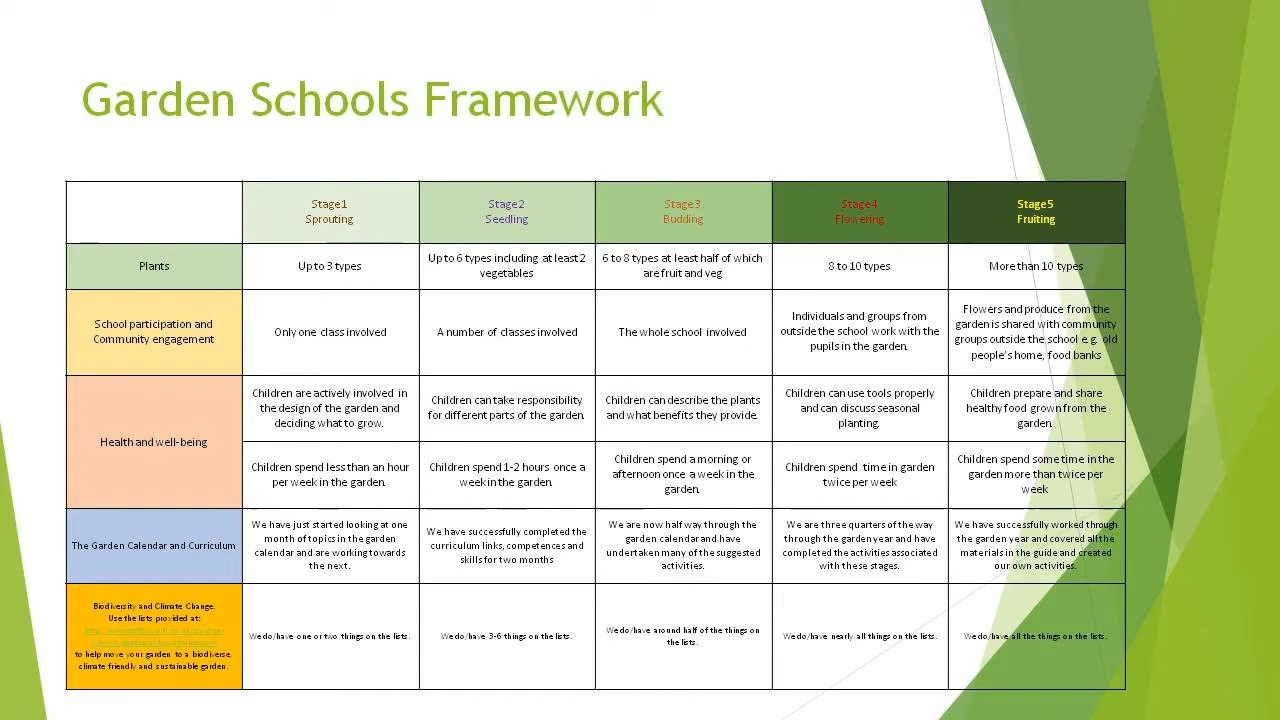 Garden Schools Framework
Stage1
Sprouting
Stage2
Seedling
Stage3
Budding
Stage4
Flowering
Stage5
Fruiting
Plants
Up to 3 types
Up to 6 types including at least 2
vegetables
6 to 8 types at least half of which
are fruit and veg
8 to 10 types
More than 10 types
School participation and
Community engagement
Only one class involved
A number of classes involved
The whole school involved
Individuals and groups from
outside the school work with the
pupils in the garden.
Flowers and produce from the
garden is shared with community
groups outside the school e.g. old
people's home, food banks
Health and well-being
Children are actively involved in
the design of the garden and
deciding what to grow.
Children can take responsibility
for different parts of the garden.
Children can describe the plants
and what benefits they provide.
Children can use tools properly
and can discuss seasonal
planting.
Children prepare and share
healthy food grown from the
garden.
Children spend less than an hour
per week in the garden.
Children spend 1-2 hours once a
week in the garden.
Children spend a morning or
afternoon once a week in the
garden.
Children spend time in garden
twice per week
Children spend some time in the
garden more than twice per
week
The Garden Calendar and Curriculum
We have just started looking at one
month of topics in the garden
calendar and are working towards
the next.
We have successfully completed the
curriculum links, competences and
skills for two months
We are now half way through the
garden calendar and have
undertaken many of the suggested
activities.
We are three quarters of the way
through the garden year and have
completed the activities associated
with these stages.
We have successfully worked through
the garden year and covered all the
materials in the guide and created
our own activities.
Biodiversity and Climate Change.
Use the lists provided at:
to help move your garden to a biodiverse,
climate friendly and sustainable garden.
We do/have one or two things on the lists.
We do/have 3-6 things on the lists.
We do/have around half of the things on
the lists.
We do/have nearly all things on the lists.
We do/have all the things on the lists.